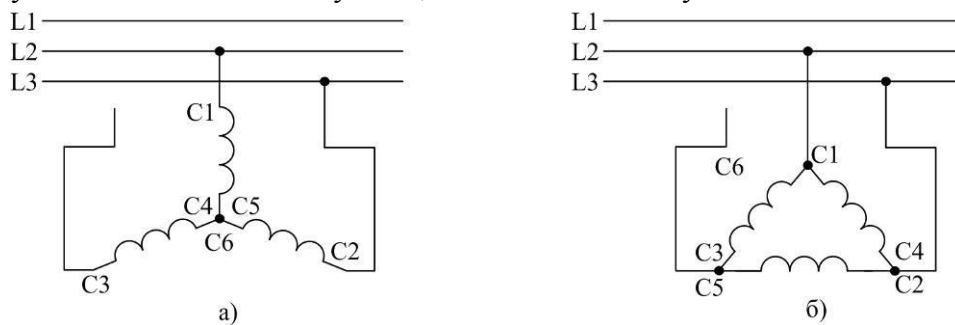 L1 L1
L2 L2
L3 L3
C1 C6 C1
C4 C5
C6 C2 C3 C4
C3 C5 C2
а) б)